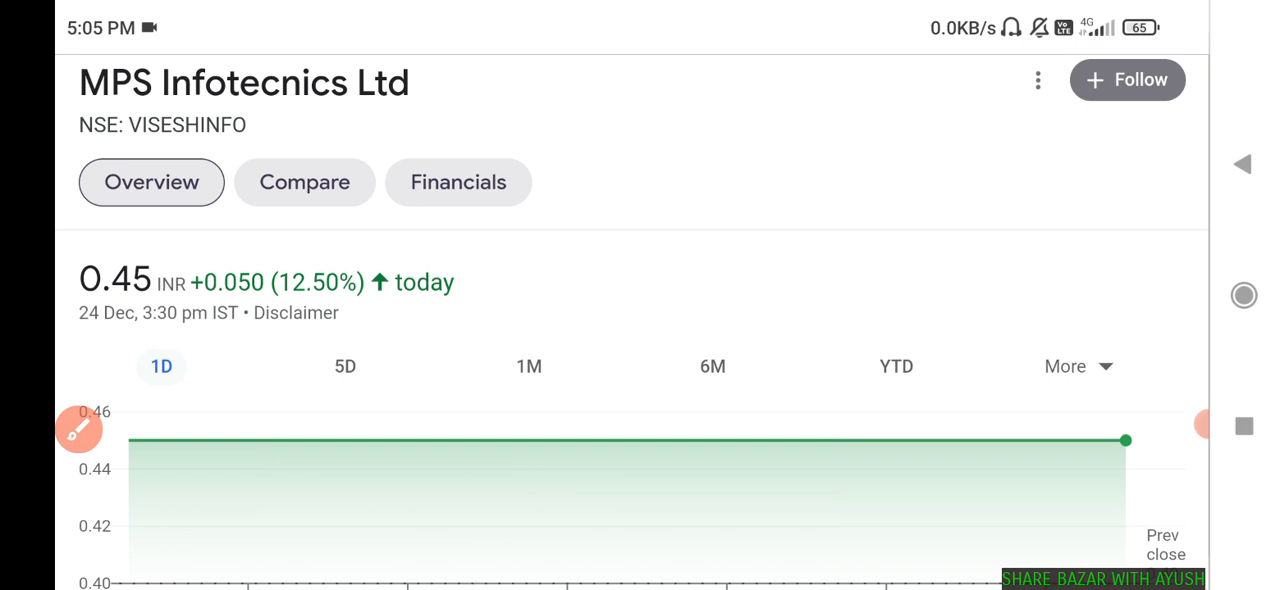 5:05 PM
0.0KB/s Vo LTE 4G 65
MPS Infotecnics Ltd
+ Follow
NSE: VISESHINFO
Overview Compare Financials
0.45 INR +0.050 (12.50%) ↑ today
24 Dec, 3:30 pm IST • Disclaimer
1D 5D 1M 6M YTD More
0.46
0.44
0.42
Prev
close
0.40
SHARE BAZAR WITH AYUSH